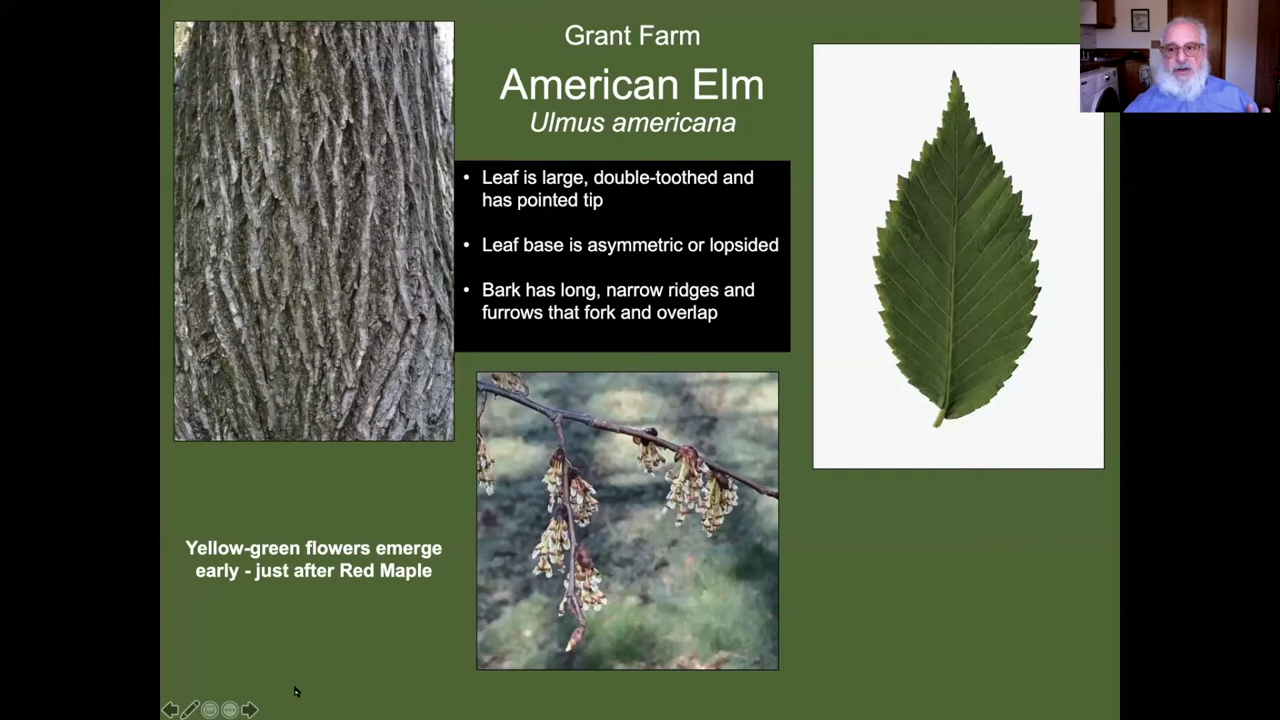 Grant Farm
American Elm
Ulmus americana
• Leaf is large, double-toothed and
has pointed tip
• Leaf base is asymmetric or lopsided
• Bark has long, narrow ridges and
furrows that fork and overlap
Yellow-green flowers emerge
early - just after Red Maple